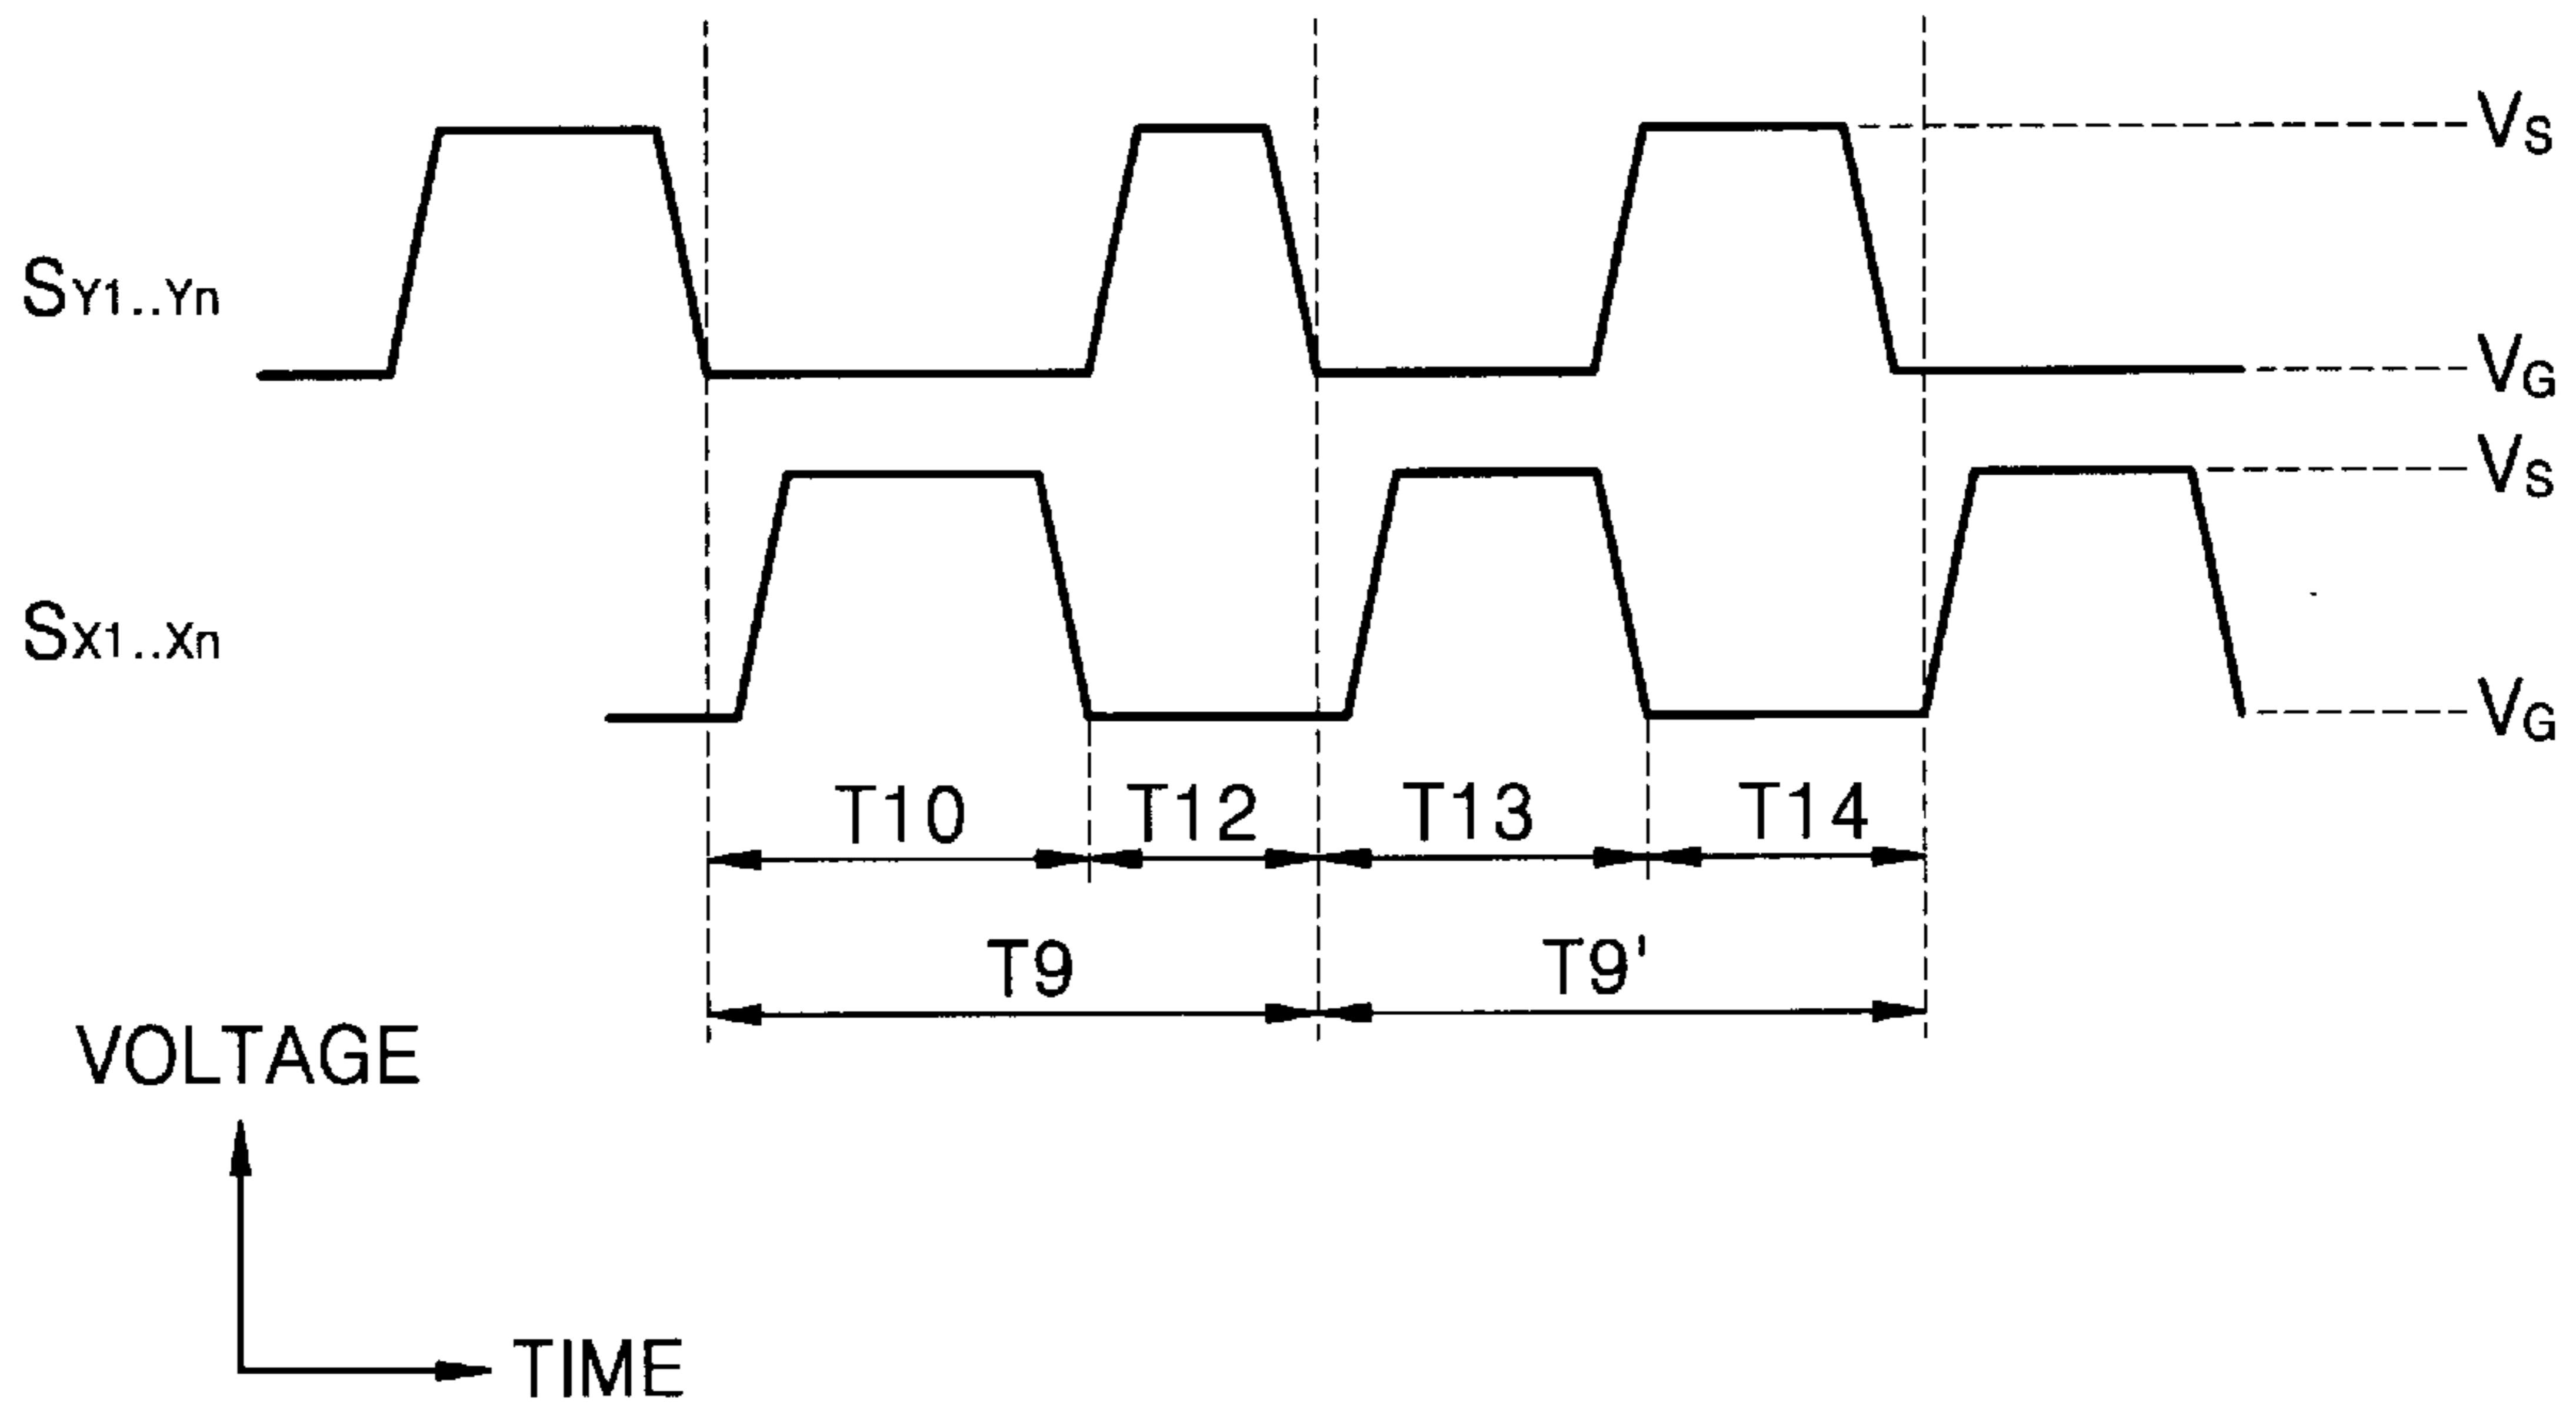 VS
SY1..Yn
VG
VS
SX1..Xn
VG
T10 T12 T13 T14
T9 T9'
VOLTAGE
TIME